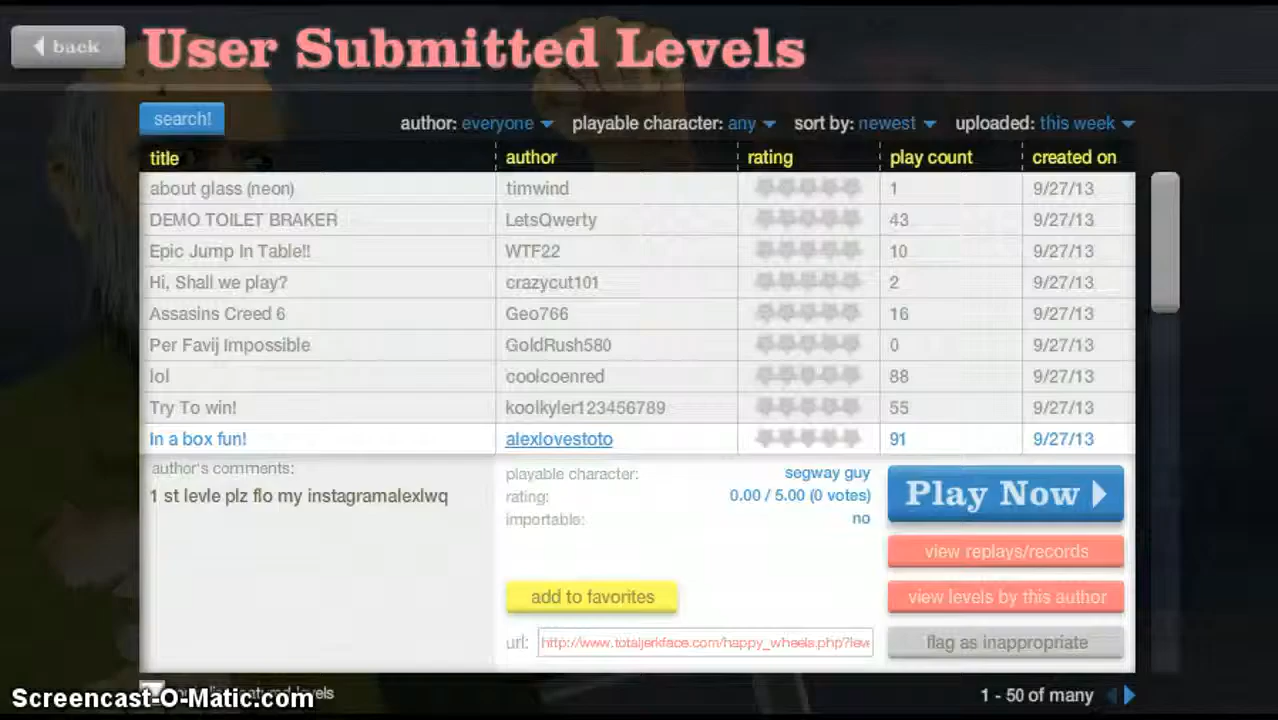 back
User Submitted Levels
search!
author: everyone playable character: any sort by: newest uploaded: this week
title author rating play count created on
about glass (neon) timwind 1 9/27/13
DEMO TOILET BRAKER LetsQwerty 43 9/27/13
Epic Jump In Table!! WTF22 10 9/27/13
Hi, Shall we play? crazycut101 2 9/27/13
Assasins Creed 6 Geo766 16 9/27/13
Per Favij Impossible GoldRush580 0 9/27/13
lol coolcoenred 88 9/27/13
Try To win! koolkyler123456789 55 9/27/13
In a box fun! alexlovestoto 91 9/27/13
author's comments:
1 st levle plz flo my instagramalexlwq
playable character: segway guy
rating: 0.00 / 5.00 (0 votes)
importable: no
Play Now
view replays/records
add to favorites
view levels by this author
url: http://www.totaljerkface.com/happy_wheels.php?leve
flag as inappropriate
levels
1 - 50 of many
Screencast-O-Matic.com